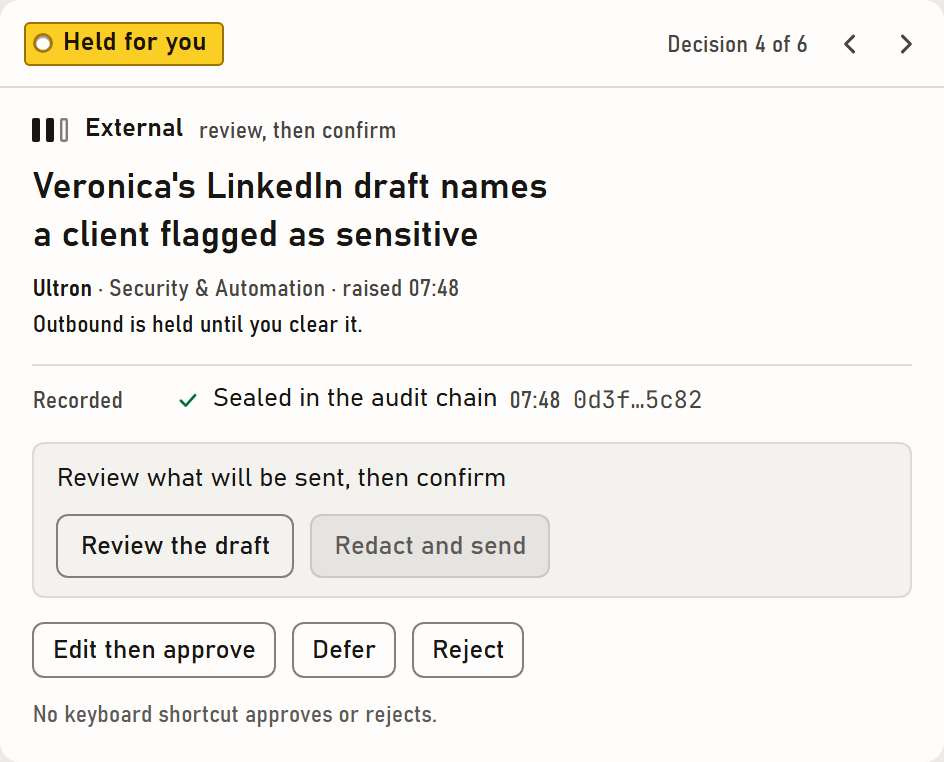 Held for you
Decision 4 of 6
External review, then confirm
Veronica's LinkedIn draft names
a client flagged as sensitive
Ultron · Security & Automation · raised 07:48
Outbound is held until you clear it.
Recorded Sealed in the audit chain 07:48 0d3f…5c82
Review what will be sent, then confirm
Review the draft Redact and send
Edit then approve Defer Reject
No keyboard shortcut approves or rejects.